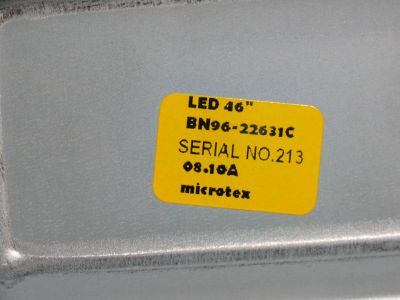 LED 46"
BN96-22631C
SERIAL NO.213
08.10A
microtex